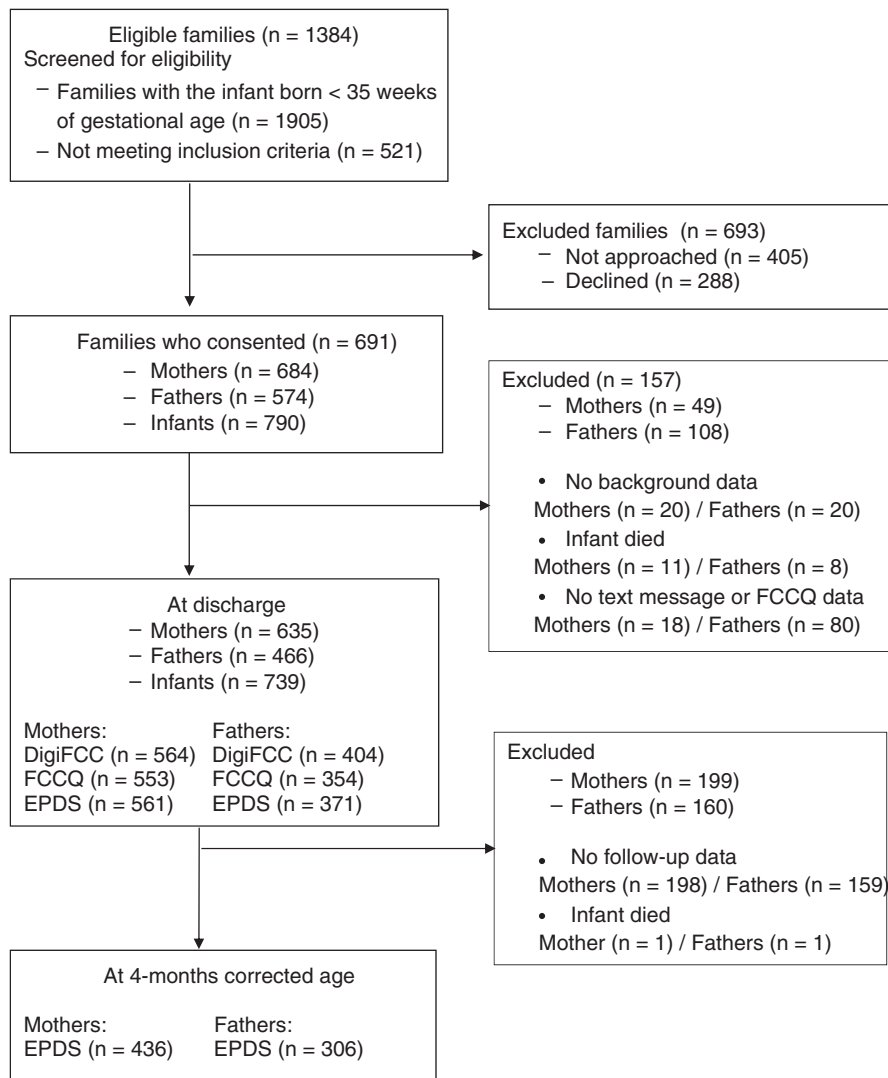 Eligible families (n = 1384)
Screened for eligibility
– Families with the infant born < 35 weeks
of gestational age (n = 1905)
– Not meeting inclusion criteria (n = 521)
Excluded families (n = 693)
– Not approached (n = 405)
– Declined (n = 288)
Families who consented (n = 691)
– Mothers (n = 684)
– Fathers (n = 574)
– Infants (n = 790)
Excluded (n = 157)
– Mothers (n = 49)
– Fathers (n = 108)
• No background data
Mothers (n = 20) / Fathers (n = 20)
• Infant died
Mothers (n = 11) / Fathers (n = 8)
• No text message or FCCQ data
Mothers (n = 18) / Fathers (n = 80)
At discharge
– Mothers (n = 635)
– Fathers (n = 466)
– Infants (n = 739)
Mothers: Fathers:
DigiFCC (n = 564) DigiFCC (n = 404)
FCCQ (n = 553) FCCQ (n = 354)
EPDS (n = 561) EPDS (n = 371)
Excluded
– Mothers (n = 199)
– Fathers (n = 160)
• No follow-up data
Mothers (n = 198) / Fathers (n = 159)
• Infant died
Mother (n = 1) / Fathers (n = 1)
At 4-months corrected age
Mothers: Fathers:
EPDS (n = 436) EPDS (n = 306)